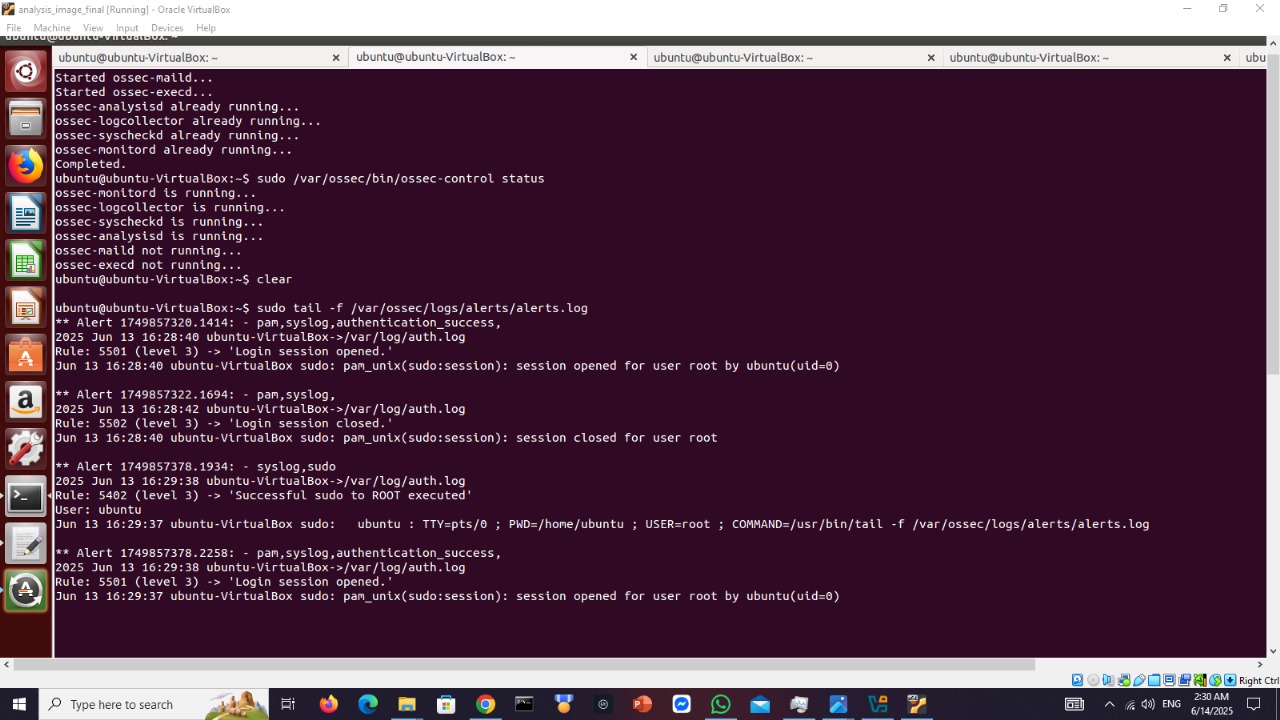 analysis_image_final [Running] - Oracle VirtualBox
File Machine View Input Devices Help
ubuntu@ubuntu-VirtualBox: ~
ubuntu@ubuntu-VirtualBox: ~ ubuntu@ubuntu-VirtualBox: ~ ubuntu@ubuntu-VirtualBox: ~ ubuntu@ubuntu-VirtualBox: ~ ubu
Started ossec-maild...
Started ossec-execd...
ossec-analysisd already running...
ossec-logcollector already running...
ossec-syscheckd already running...
ossec-monitord already running...
Completed.
ubuntu@ubuntu-VirtualBox:~$ sudo /var/ossec/bin/ossec-control status
ossec-monitord is running...
ossec-logcollector is running...
ossec-syscheckd is running...
ossec-analysisd is running...
ossec-maild not running...
ossec-execd not running...
ubuntu@ubuntu-VirtualBox:~$ clear
ubuntu@ubuntu-VirtualBox:~$ sudo tail -f /var/ossec/logs/alerts/alerts.log
** Alert 1749857320.1414: - pam,syslog,authentication_success,
2025 Jun 13 16:28:40 ubuntu-VirtualBox->/var/log/auth.log
Rule: 5501 (level 3) -> 'Login session opened.'
Jun 13 16:28:40 ubuntu-VirtualBox sudo: pam_unix(sudo:session): session opened for user root by ubuntu(uid=0)
** Alert 1749857322.1694: - pam,syslog,
2025 Jun 13 16:28:42 ubuntu-VirtualBox->/var/log/auth.log
Rule: 5502 (level 3) -> 'Login session closed.'
Jun 13 16:28:40 ubuntu-VirtualBox sudo: pam_unix(sudo:session): session closed for user root
** Alert 1749857378.1934: - syslog,sudo
2025 Jun 13 16:29:38 ubuntu-VirtualBox->/var/log/auth.log
Rule: 5402 (level 3) -> 'Successful sudo to ROOT executed'
User: ubuntu
Jun 13 16:29:37 ubuntu-VirtualBox sudo:   ubuntu : TTY=pts/0 ; PWD=/home/ubuntu ; USER=root ; COMMAND=/usr/bin/tail -f /var/ossec/logs/alerts/alerts.log
** Alert 1749857378.2258: - pam,syslog,authentication_success,
2025 Jun 13 16:29:38 ubuntu-VirtualBox->/var/log/auth.log
Rule: 5501 (level 3) -> 'Login session opened.'
Jun 13 16:29:37 ubuntu-VirtualBox sudo: pam_unix(sudo:session): session opened for user root by ubuntu(uid=0)
Right Ctrl
Type here to search
ENG
2:30 AM
6/14/2025